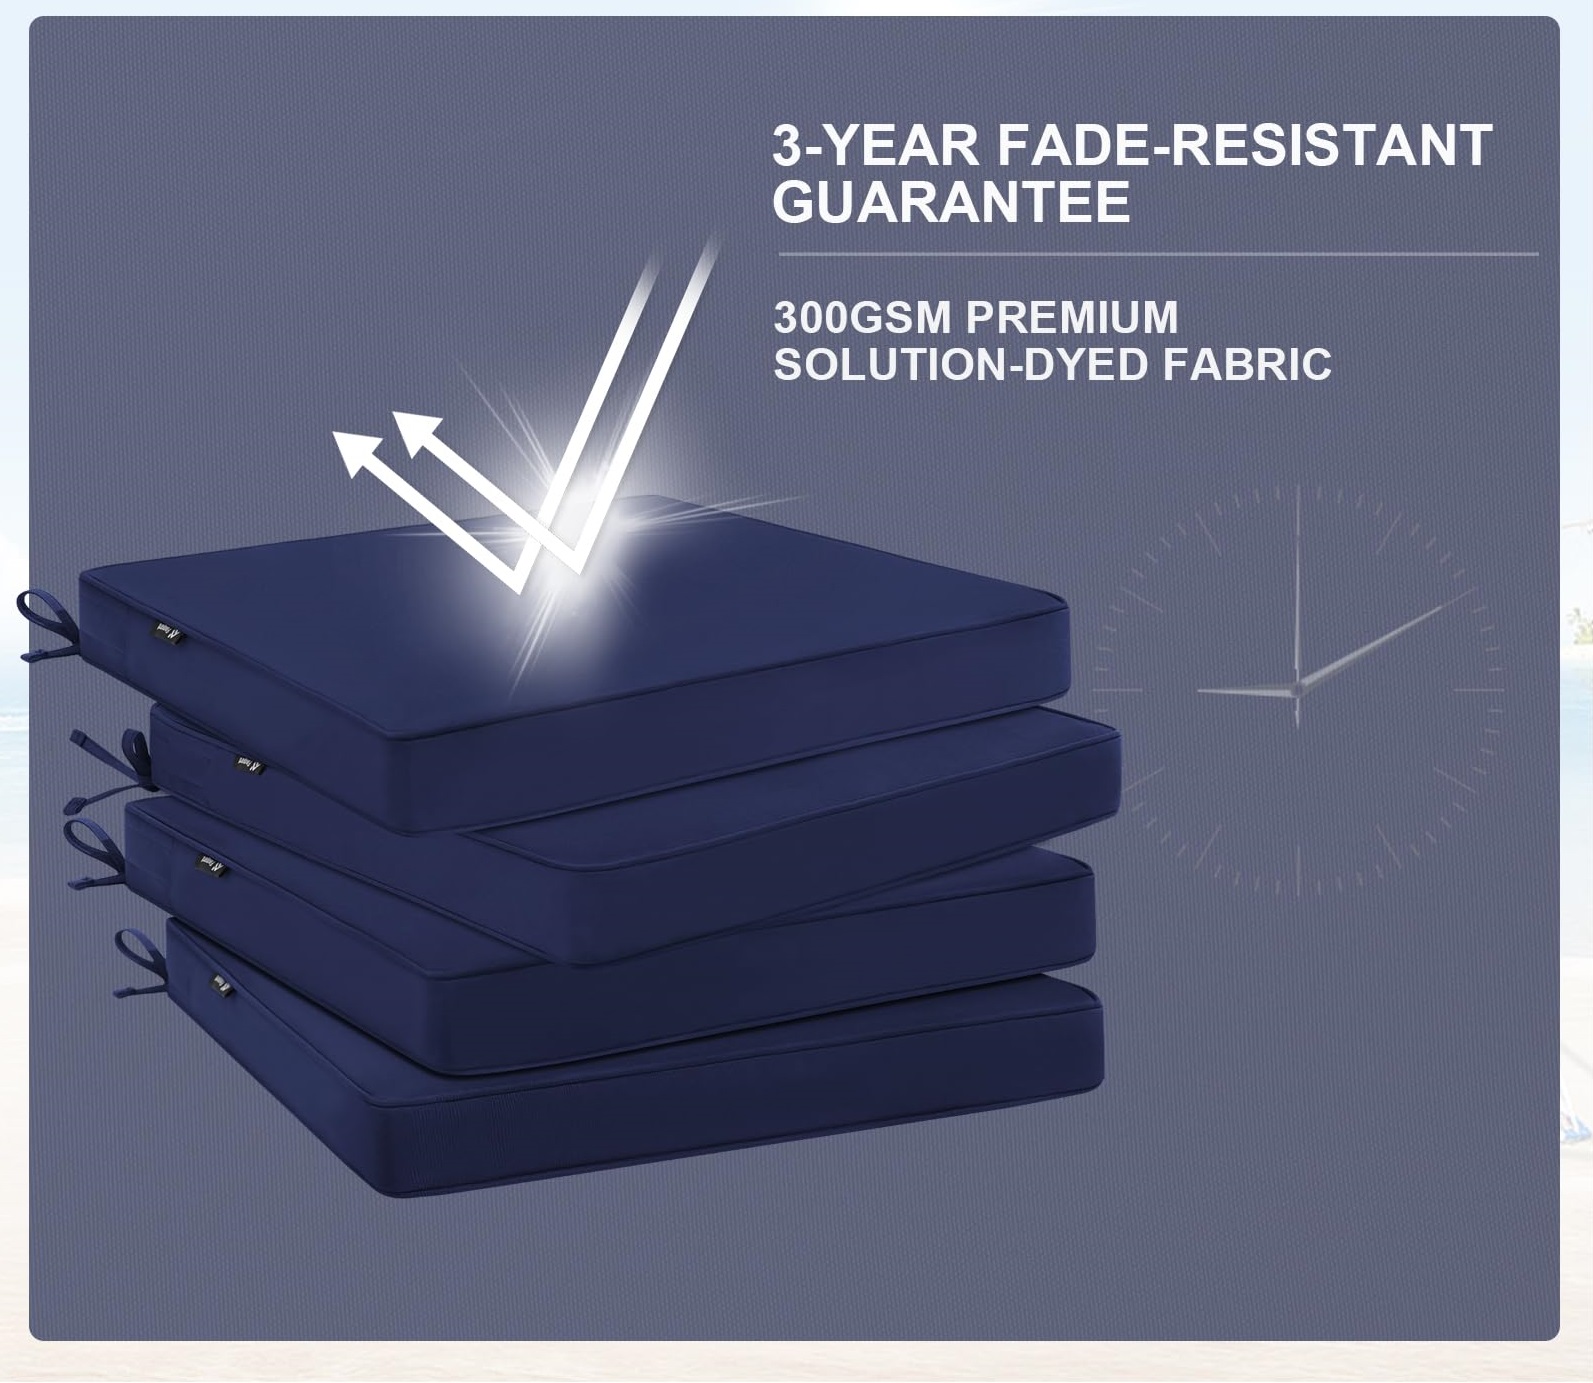 3-YEAR FADE-RESISTANT
GUARANTEE
300GSM PREMIUM
SOLUTION-DYED FABRIC